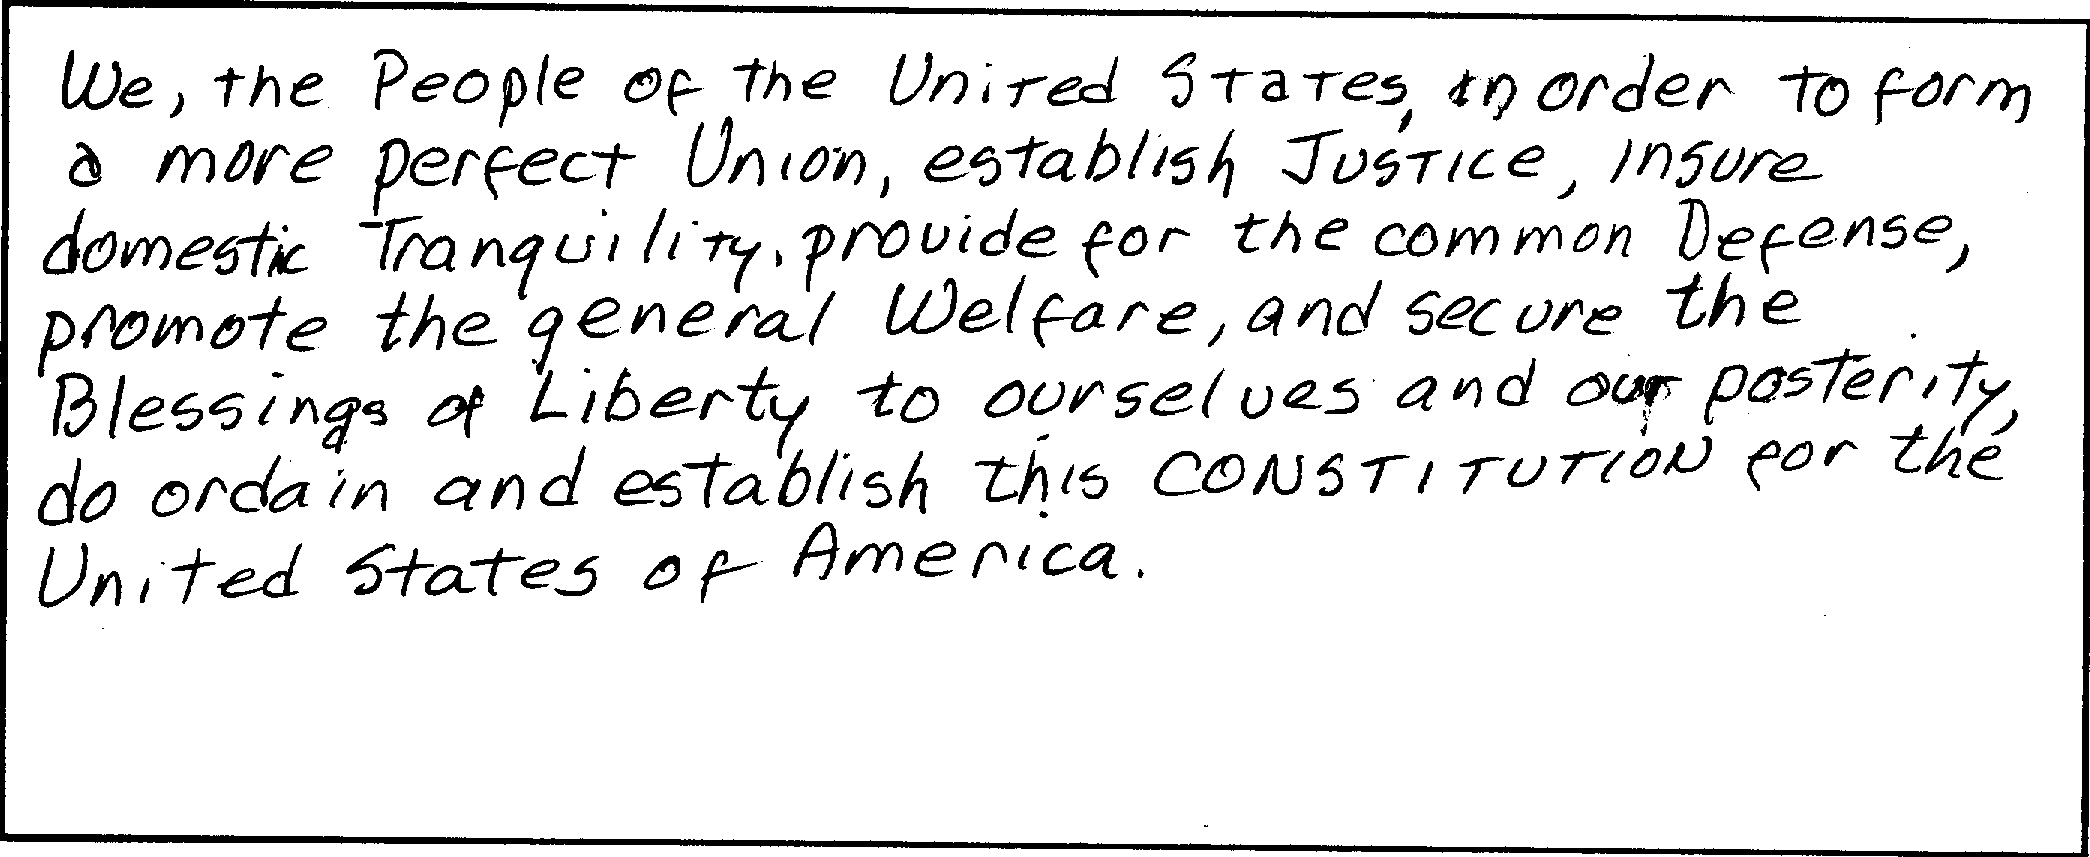 We, the People of the United States, in order to form
a more perfect Union, establish Justice, insure
domestic Tranquility, provide for the common Defense,
promote the general Welfare, and secure the
Blessings of Liberty to ourselves and our posterity,
do ordain and establish this CONSTITUTION for the
United States of America.